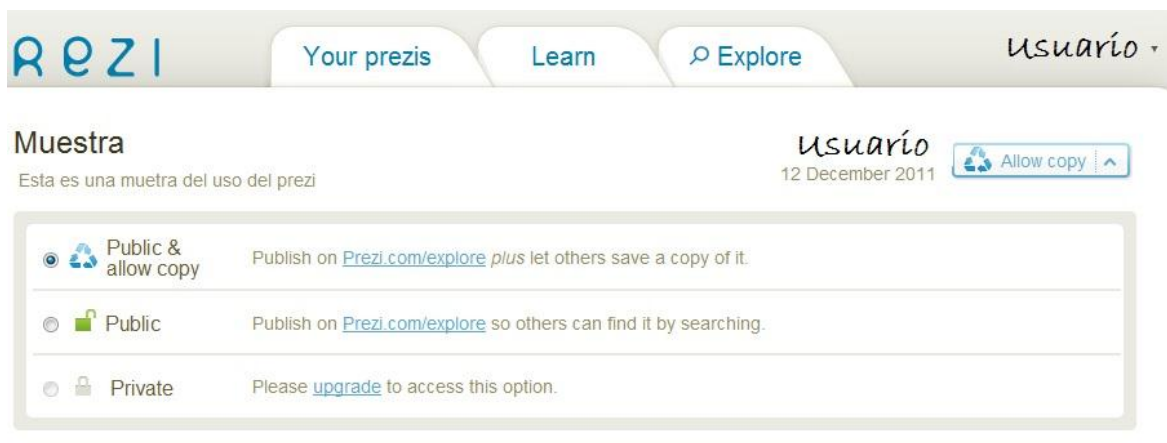 Rezi
Your prezis
Learn
Explore
Usuario
Muestra
Esta es una muetra del uso del prezi
Usuario
12 December 2011
Allow copy
Public &
allow copy
Publish on Prezi.com/explore plus let others save a copy of it.
Public
Publish on Prezi.com/explore so others can find it by searching.
Private
Please upgrade to access this option.